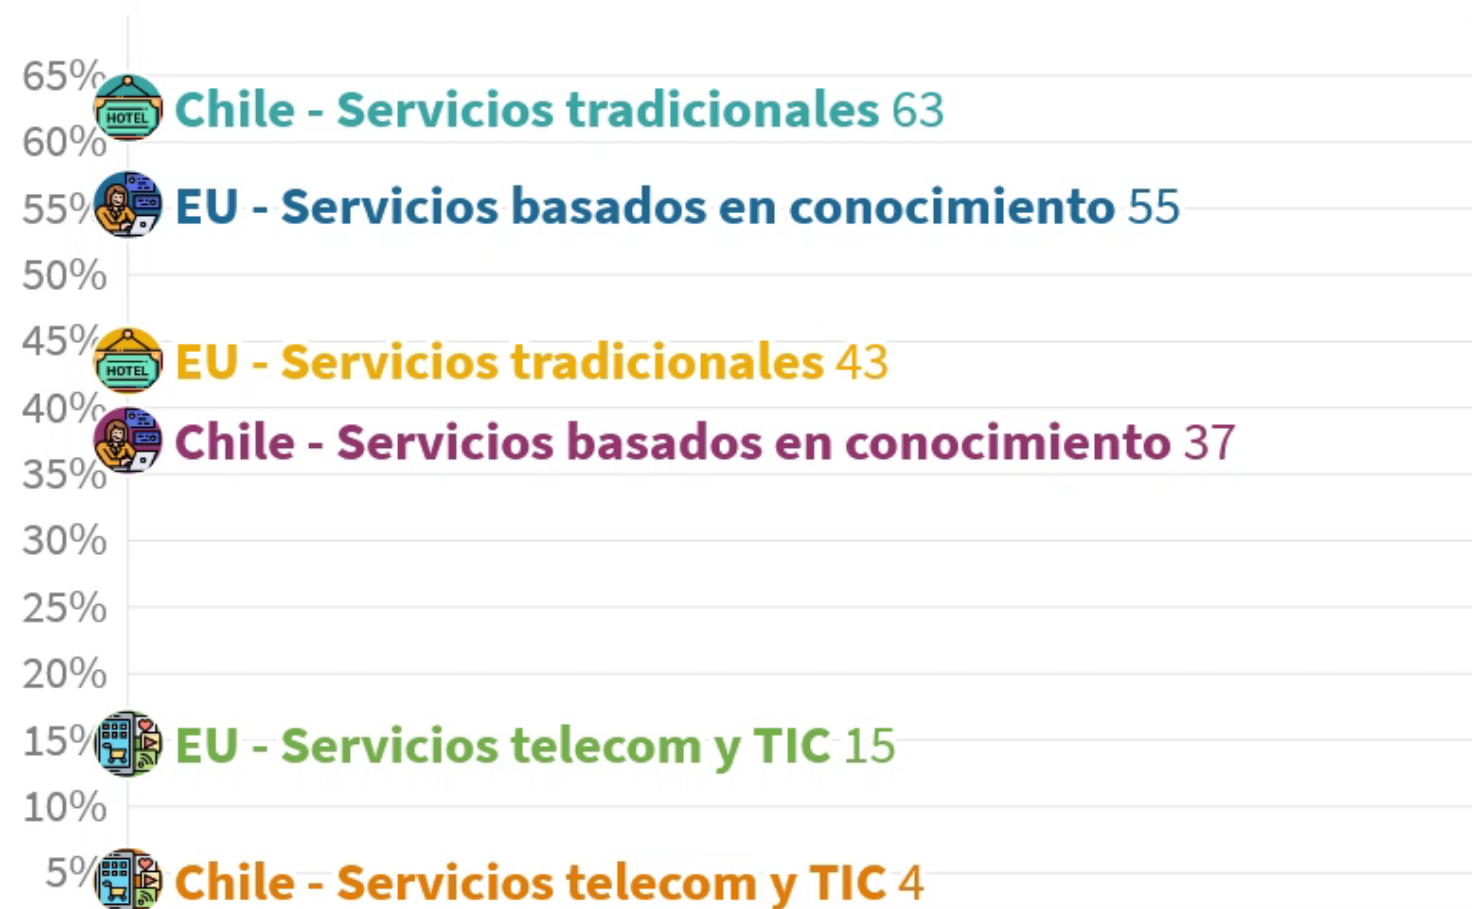 65%
HOTEL
Chile - Servicios tradicionales 63
60%
55%
EU - Servicios basados en conocimiento 55
50%
45%
HOTEL
EU - Servicios tradicionales 43
40%
Chile - Servicios basados en conocimiento 37
35%
30%
25%
20%
15%
EU - Servicios telecom y TIC 15
10%
5%
Chile - Servicios telecom y TIC 4